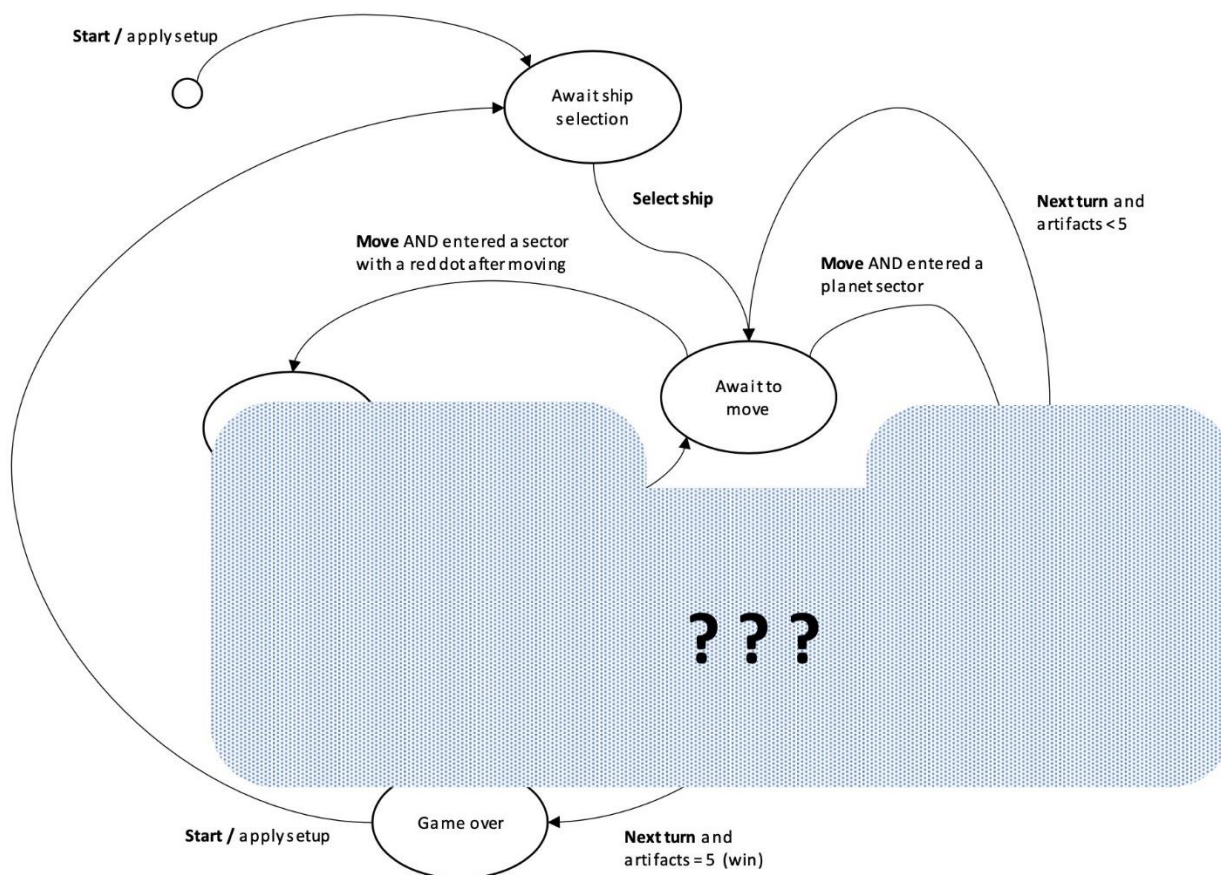 Start / apply setup
Await ship
selection
Select ship
Next turn and
artifacts < 5
Move AND entered a sector
with a red dot after moving
Move AND entered a
planet sector
Await to
move
? ? ?
Game over
Start / apply setup
Next turn and
artifacts = 5 (win)